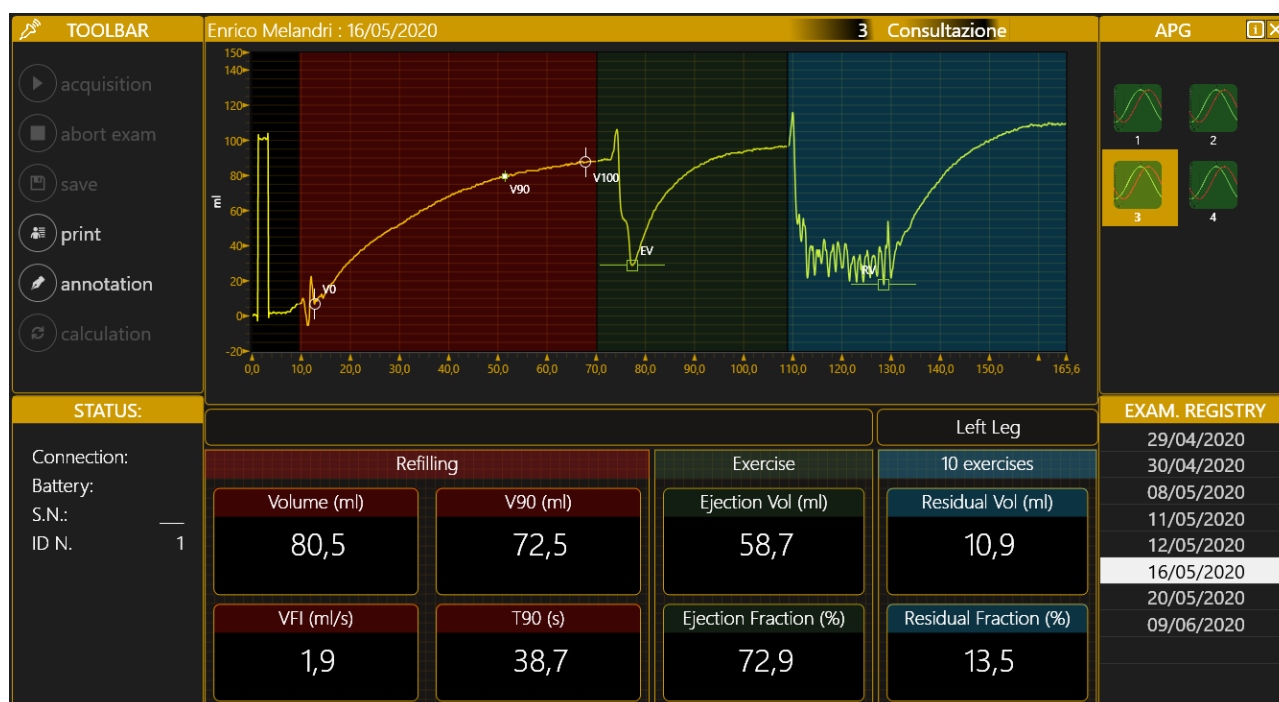 TOOLBAR
acquisition
abort exam
save
print
annotation
calculation
Enrico Melandri : 16/05/2020 3 Consultazione
150
140
120
100
80
60
40
20
0
-20
ml
V0
V90
V100
EV
RV
0,0 10,0 20,0 30,0 40,0 50,0 60,0 70,0 80,0 90,0 100,0 110,0 120,0 130,0 140,0 150,0 165,6
APG
1 2
3 4
STATUS:
Connection:
Battery:
S.N.: __
ID N. 1
Left Leg
Refilling Exercise 10 exercises
Volume (ml) V90 (ml) Ejection Vol (ml) Residual Vol (ml)
80,5 72,5 58,7 10,9
VFI (ml/s) T90 (s) Ejection Fraction (%) Residual Fraction (%)
1,9 38,7 72,9 13,5
EXAM. REGISTRY
29/04/2020
30/04/2020
08/05/2020
11/05/2020
12/05/2020
16/05/2020
20/05/2020
09/06/2020